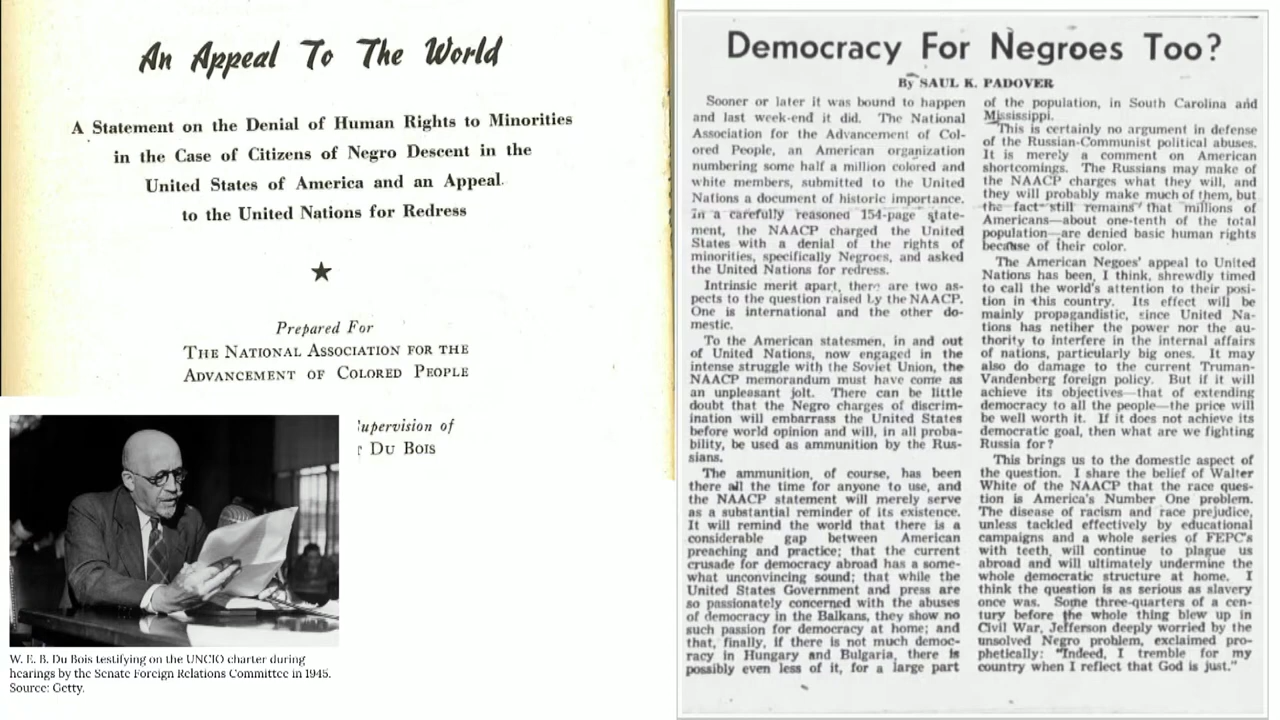 An Appeal To The World
A Statement on the Denial of Human Rights to Minorities
in the Case of Citizens of Negro Descent in the
United States of America and an Appeal
to the United Nations for Redress
Prepared For
THE NATIONAL ASSOCIATION FOR THE
ADVANCEMENT OF COLORED PEOPLE
upervision of
DU BOIS
W. E. B. Du Bois testifying on the UNCIO charter during
hearings by the Senate Foreign Relations Committee in 1945.
Source: Getty.
Democracy For Negroes Too?
By SAUL K. PADOVER
Sooner or later it was bound to happen
and last week-end it did. The National
Association for the Advancement of Col-
ored People, an American organization
numbering some half a million colored and
white members, submitted to the United
Nations a document of historic importance.
In a carefully reasoned 154-page state-
ment, the NAACP charged the United
States with a denial of the rights of
minorities, specifically Negroes, and asked
the United Nations for redress.
Intrinsic merit apart, there are two as-
pects to the question raised by the NAACP.
One is international and the other do-
mestic.
To the American statesmen, in and out
of United Nations, now engaged in the
intense struggle with the Soviet Union, the
NAACP memorandum must have come as
an unpleasant jolt. There can be little
doubt that the Negro charges of discrim-
ination will embarrass the United States
before world opinion and will, in all proba-
bility, be used as ammunition by the Rus-
sians.
The ammunition, of course, has been
there all the time for anyone to use, and
the NAACP statement will merely serve
as a substantial reminder of its existence.
It will remind the world that there is a
considerable gap between American
preaching and practice; that the current
crusade for democracy abroad has a some-
what unconvincing sound; that while the
United States Government and press are
so passionately concerned with the abuses
of democracy in the Balkans, they show no
such passion for democracy at home; and
that, finally, if there is not much democ-
racy in Hungary and Bulgaria, there is
possibly even less of it, for a large part
of the population, in South Carolina and
Mississippi.
This is certainly no argument in defense
of the Russian-Communist political abuses.
It is merely a comment on American
shortcomings. The Russians may make of
the NAACP charges what they will, and
they will probably make much of them, but
the fact still remains that millions of
Americans—about one-tenth of the total
population—are denied basic human rights
because of their color.
The American Negoes' appeal to United
Nations has been, I think, shrewdly timed
to call the world's attention to their posi-
tion in this country. Its effect will be
mainly propagandistic, since United Na-
tions has netiher the power nor the au-
thority to interfere in the internal affairs
of nations, particularly big ones. It may
also do damage to the current Truman-
Vandenberg foreign policy. But if it will
achieve its objectives—that of extending
democracy to all the people—the price will
be well worth it. If it does not achieve its
democratic goal, then what are we fighting
Russia for?
This brings us to the domestic aspect of
the question. I share the belief of Walter
White of the NAACP that the race ques-
tion is America's Number One problem.
The disease of racism and race prejudice,
unless tackled effectively by educational
campaigns and a whole series of FEPC's
with teeth, will continue to plague us
abroad and will ultimately undermine the
whole democratic structure at home. I
think the question is as serious as slavery
once was. Some three-quarters of a cen-
tury before the whole thing blew up in
Civil War, Jefferson deeply worried by the
unsolved Negro problem, exclaimed pro-
phetically: "Indeed, I tremble for my
country when I reflect that God is just."